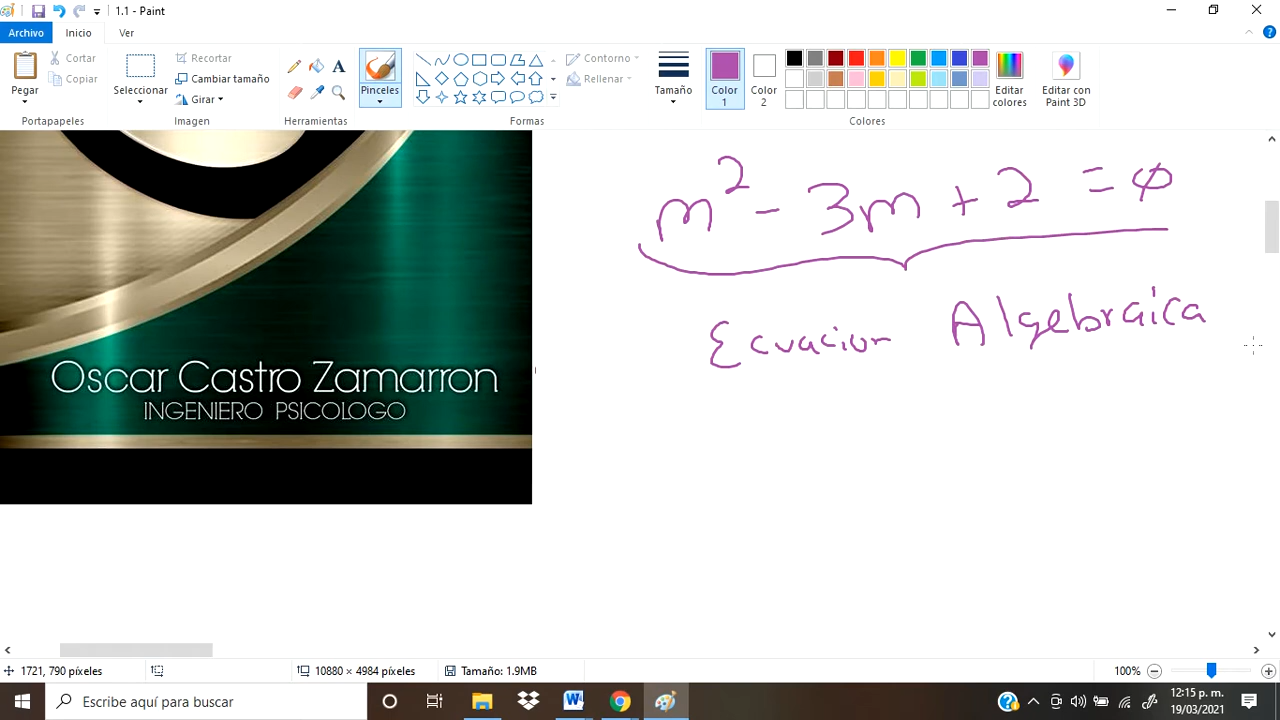 1.1 - Paint
Archivo Inicio Ver
Pegar
Cortar
Copiar
Portapapeles
Seleccionar
Recortar
Cambiar tamaño
Girar
Imagen
Herramientas
Pinceles
Formas
Contorno
Rellenar
Tamaño
Color 1
Color 2
Editar colores
Editar con Paint 3D
Colores
m² - 3m + 2 = 0
Ecuacion Algebraica
Oscar Castro Zamarron
INGENIERO PSICOLOGO
1721, 790 píxeles
10880 × 4984 píxeles
Tamaño: 1.9MB
100%
Escribe aquí para buscar
12:15 p. m.
19/03/2021